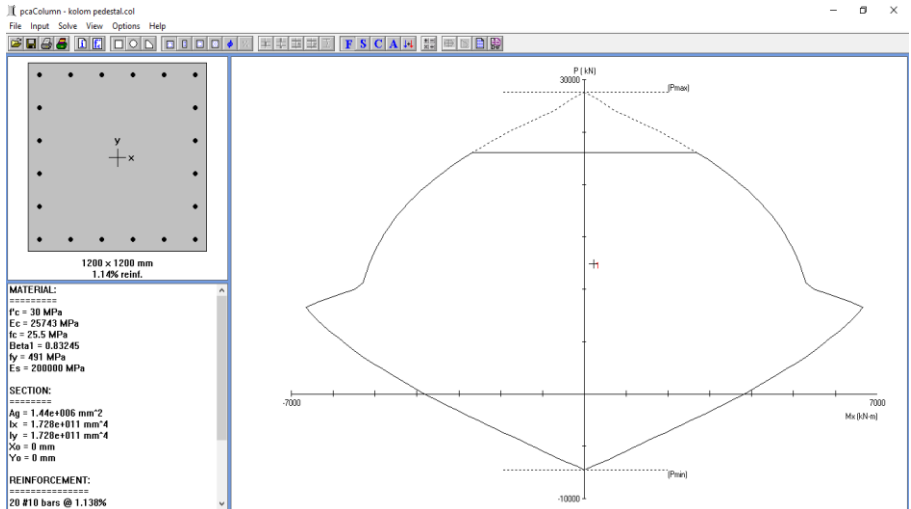 pcaColumn - kolom pedestal.col
File Input Solve View Options Help
F S C A
y
x
1200 x 1200 mm
1.14% reinf.
MATERIAL:
=========
f'c = 30 MPa
Ec = 25743 MPa
fc = 25.5 MPa
Beta1 = 0.83245
fy = 491 MPa
Es = 200000 MPa
SECTION:
========
Ag = 1.44e+006 mm^2
Ix = 1.728e+011 mm^4
Iy = 1.728e+011 mm^4
Xo = 0 mm
Yo = 0 mm
REINFORCEMENT:
===============
20 #10 bars @ 1.138%
P ( kN)
30000
(Pmax)
1
-7000
7000
Mx (kN-m)
(Pmin)
-10000